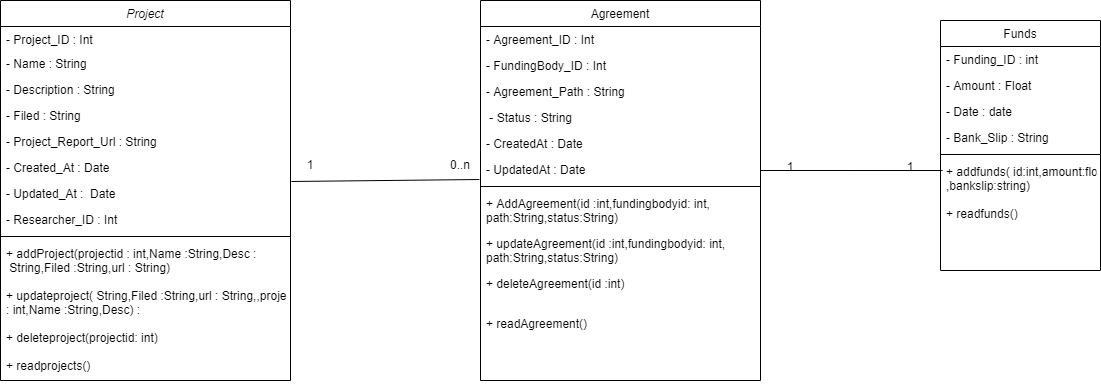 Project
- Project_ID : Int
- Name : String
- Description : String
- Filed : String
- Project_Report_Url : String
- Created_At : Date
- Updated_At :  Date
- Researcher_ID : Int
+ addProject(projectid : int,Name :String,Desc :
String,Filed :String,url : String)
+ updateproject( String,Filed :String,url : String,,proje
: int,Name :String,Desc) :
+ deleteproject(projectid: int)
+ readprojects()
1
0..n
Agreement
- Agreement_ID : Int
- FundingBody_ID : Int
- Agreement_Path : String
- Status : String
- CreatedAt : Date
- UpdatedAt : Date
+ AddAgreement(id :int,fundingbodyid: int,
path:String,status:String)
+ updateAgreement(id :int,fundingbodyid: int,
path:String,status:String)
+ deleteAgreement(id :int)
+ readAgreement()
1
1
Funds
- Funding_ID : int
- Amount : Float
- Date : date
- Bank_Slip : String
+ addfunds( id:int,amount:flo
,bankslip:string)
+ readfunds()